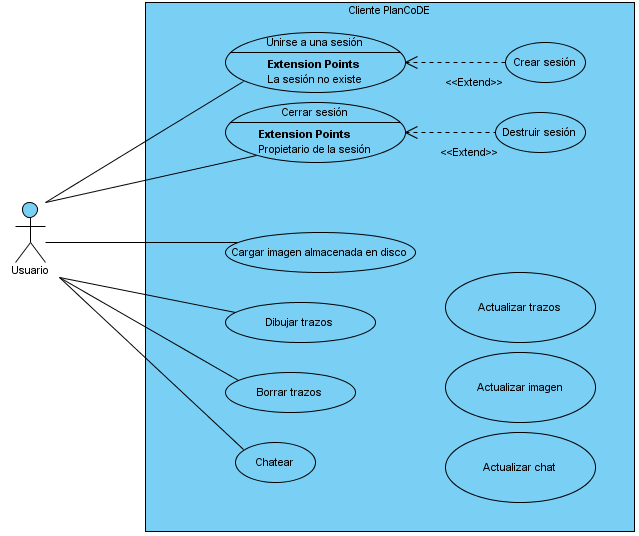 Cliente PlanCoDE
Unirse a una sesión
Extension Points
La sesión no existe
Crear sesión
<<Extend>>
Cerrar sesión
Extension Points
Propietario de la sesión
Destruir sesión
<<Extend>>
Usuario
Cargar imagen almacenada en disco
Dibujar trazos
Actualizar trazos
Borrar trazos
Actualizar imagen
Chatear
Actualizar chat